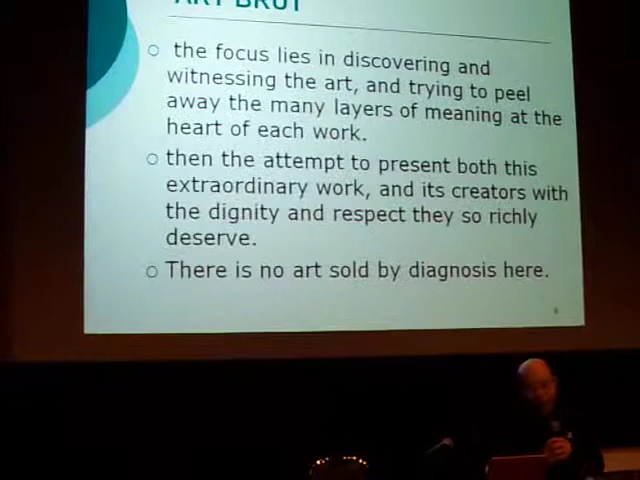 ART BRUT
the focus lies in discovering and
witnessing the art, and trying to peel
away the many layers of meaning at the
heart of each work.
then the attempt to present both this
extraordinary work, and its creators with
the dignity and respect they so richly
deserve.
There is no art sold by diagnosis here.